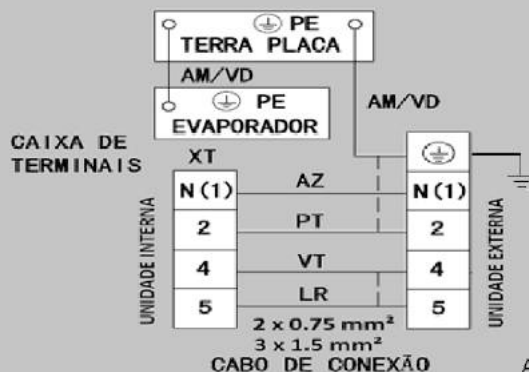 PE
TERRA PLACA
AM/VD
PE
EVAPORADOR
AM/VD
CAIXA DE
TERMINAIS
XT
UNIDADE INTERNA
N(1)
AZ
N(1)
2
PT
2
4
VT
4
5
LR
5
UNIDADE EXTERNA
2 x 0.75 mm²
3 x 1.5 mm²
CABO DE CONEXÃO
A